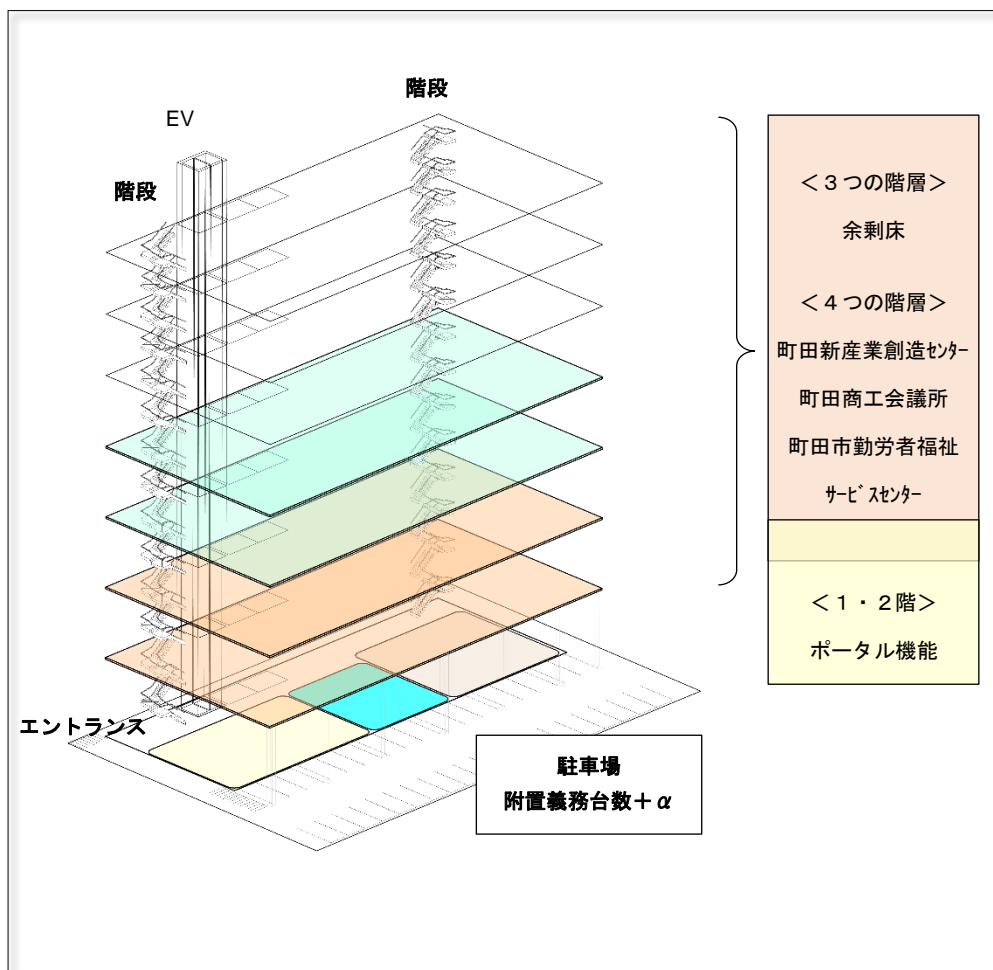 階段
EV
階段
エントランス
駐車場
附置義務台数＋α
＜３つの階層＞
余剰床
＜４つの階層＞
町田新産業創造ｾﾝﾀｰ
町田商工会議所
町田市勤労者福祉
ｻｰﾋﾞｽｾﾝﾀｰ
＜１・２階＞
ポータル機能